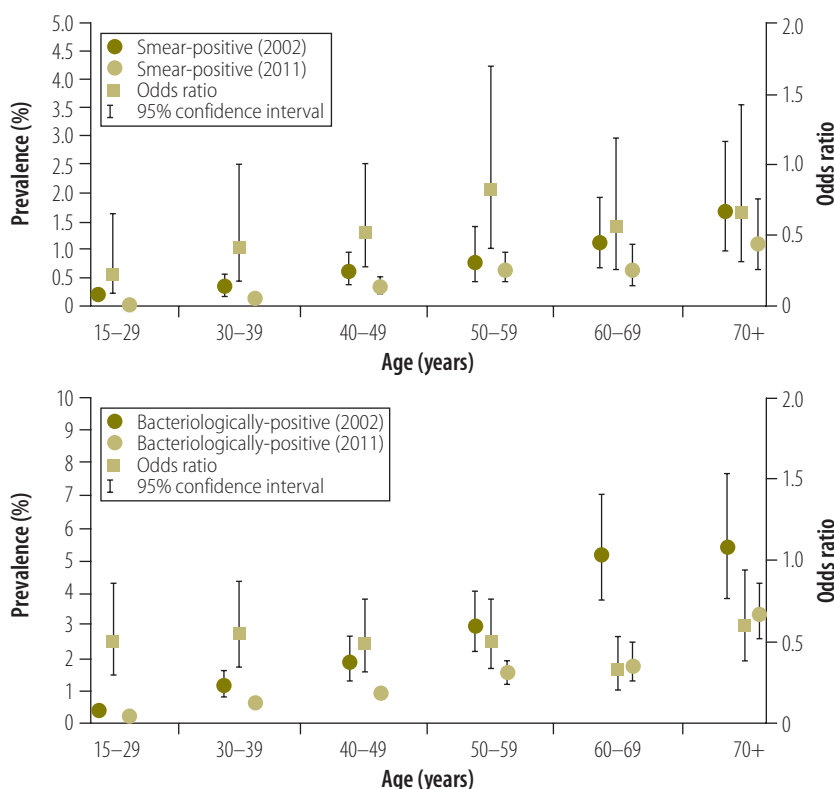 5.0
4.5
4.0
3.5
3.0
2.5
2.0
1.5
1.0
0.5
0
Prevalence (%)
Smear-positive (2002)
Smear-positive (2011)
Odds ratio
95% confidence interval
2.0
1.5
1.0
0.5
0
Odds ratio
15–29 30–39 40–49 50–59 60–69 70+
Age (years)
10
9
8
7
6
5
4
3
2
1
0
Prevalence (%)
Bacteriologically-positive (2002)
Bacteriologically-positive (2011)
Odds ratio
95% confidence interval
2.0
1.5
1.0
0.5
0
Odds ratio
15–29 30–39 40–49 50–59 60–69 70+
Age (years)